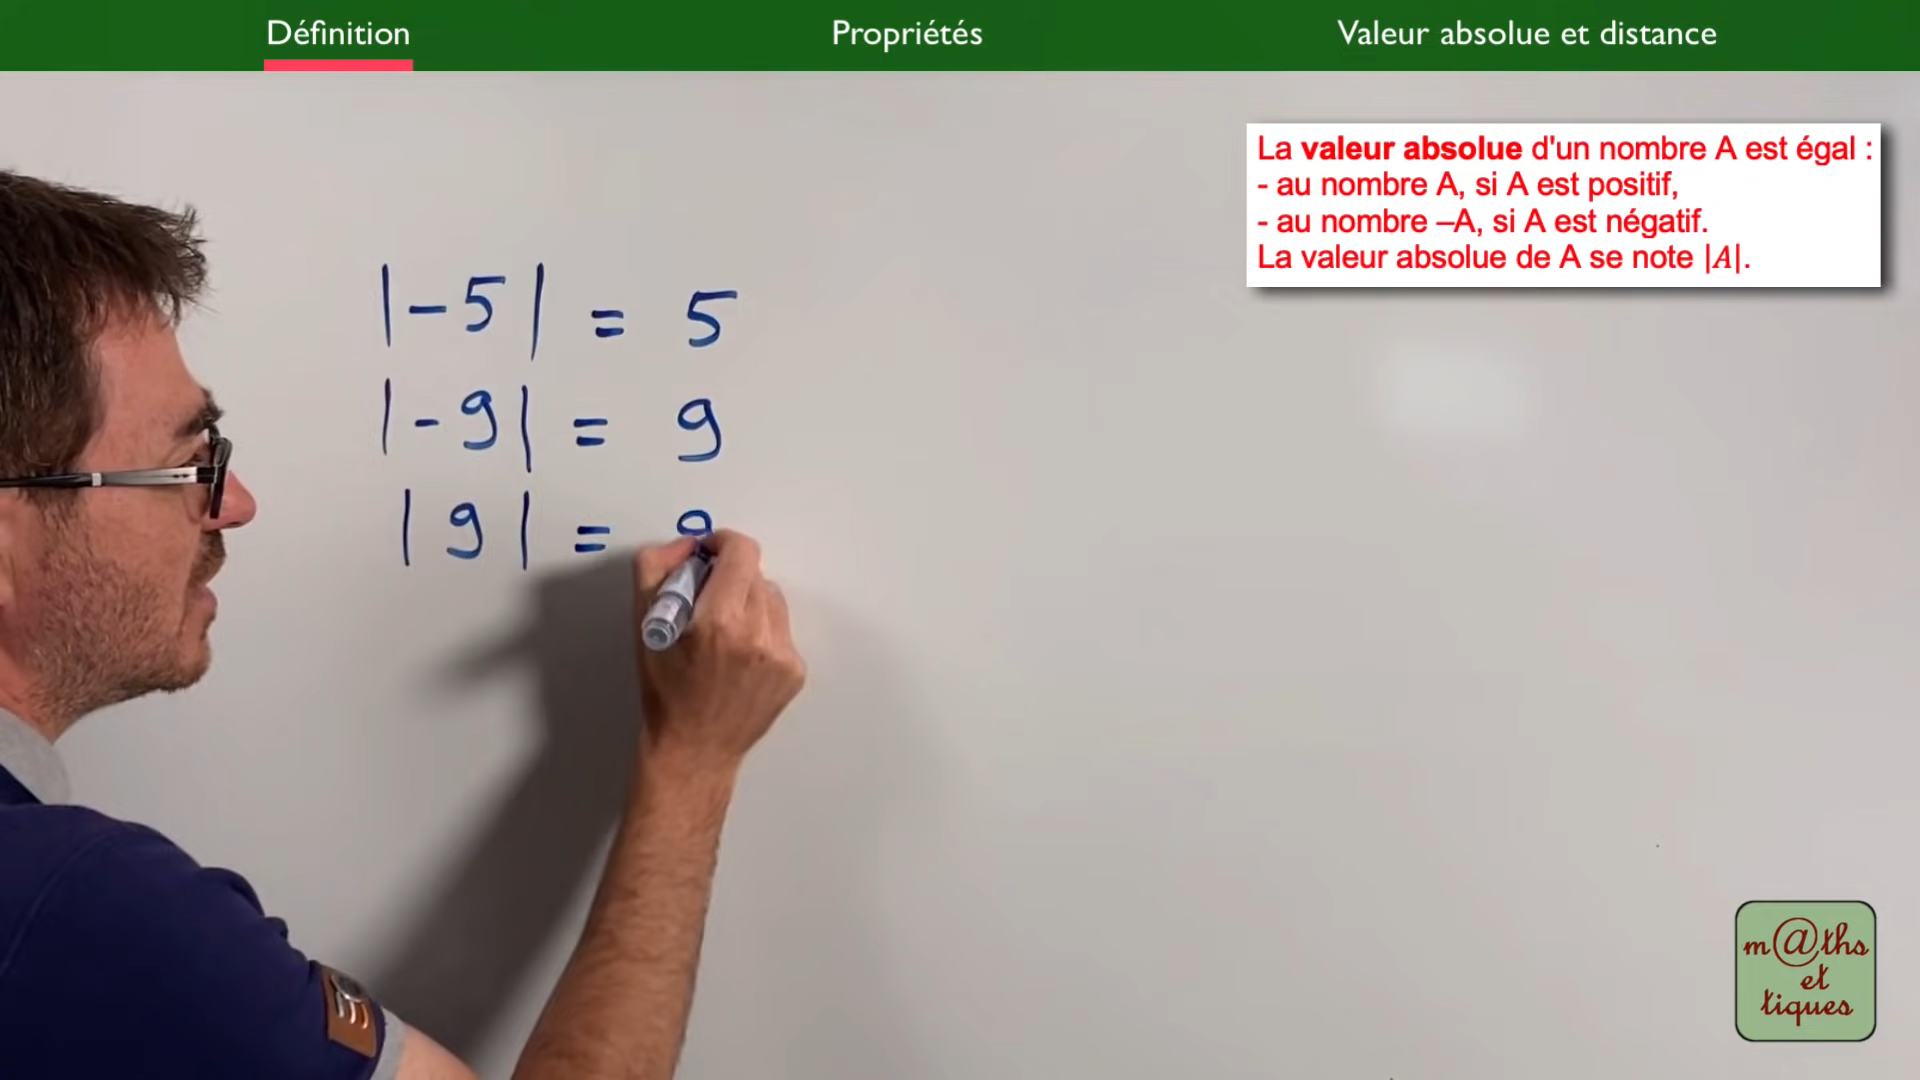 Définition
Propriétés
Valeur absolue et distance
La valeur absolue d'un nombre A est égal :
- au nombre A, si A est positif,
- au nombre –A, si A est négatif.
La valeur absolue de A se note |A|.
|-5| = 5
|-9| = 9
|9| = 9
m@ths
et
tiques